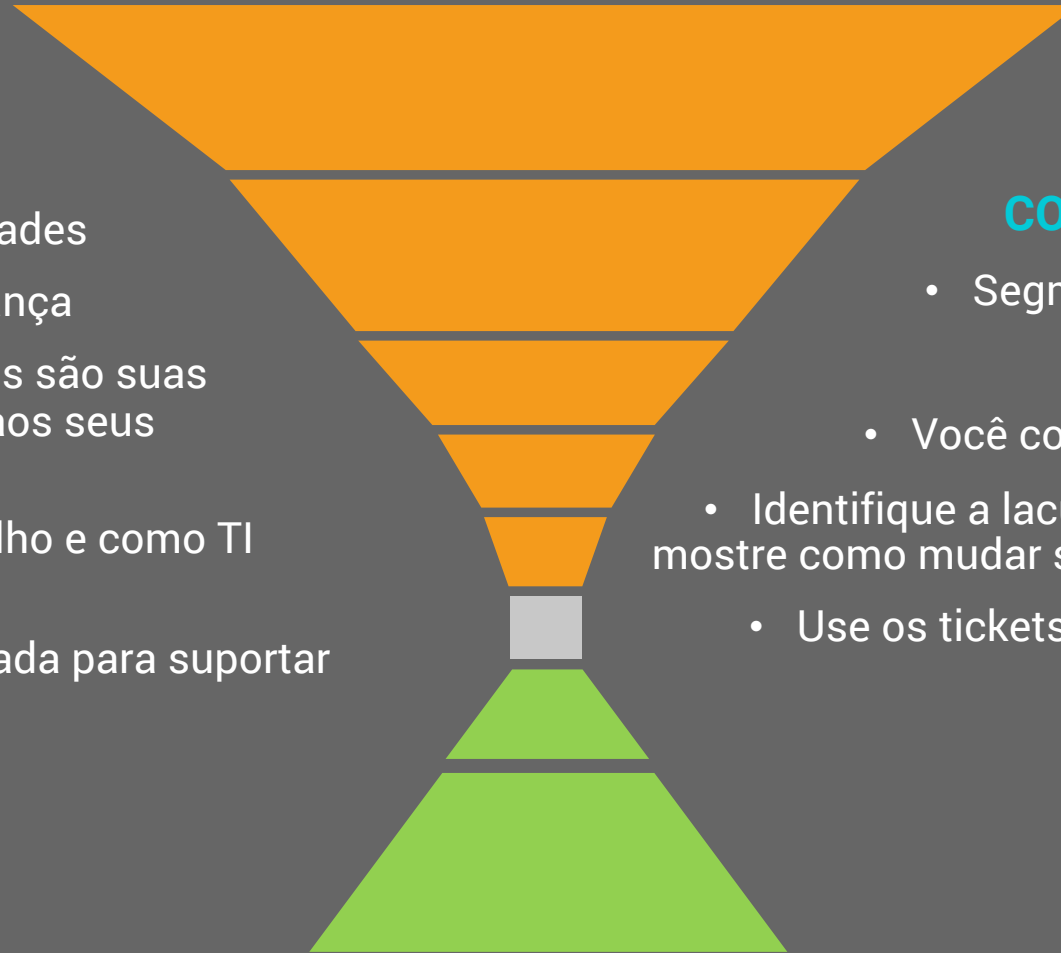 ades
nça
s são suas
nos seus
lho e como TI
ada para suportar
CO
• Segn
• Você co
• Identifique a lac
mostre como mudar s
• Use os tickets